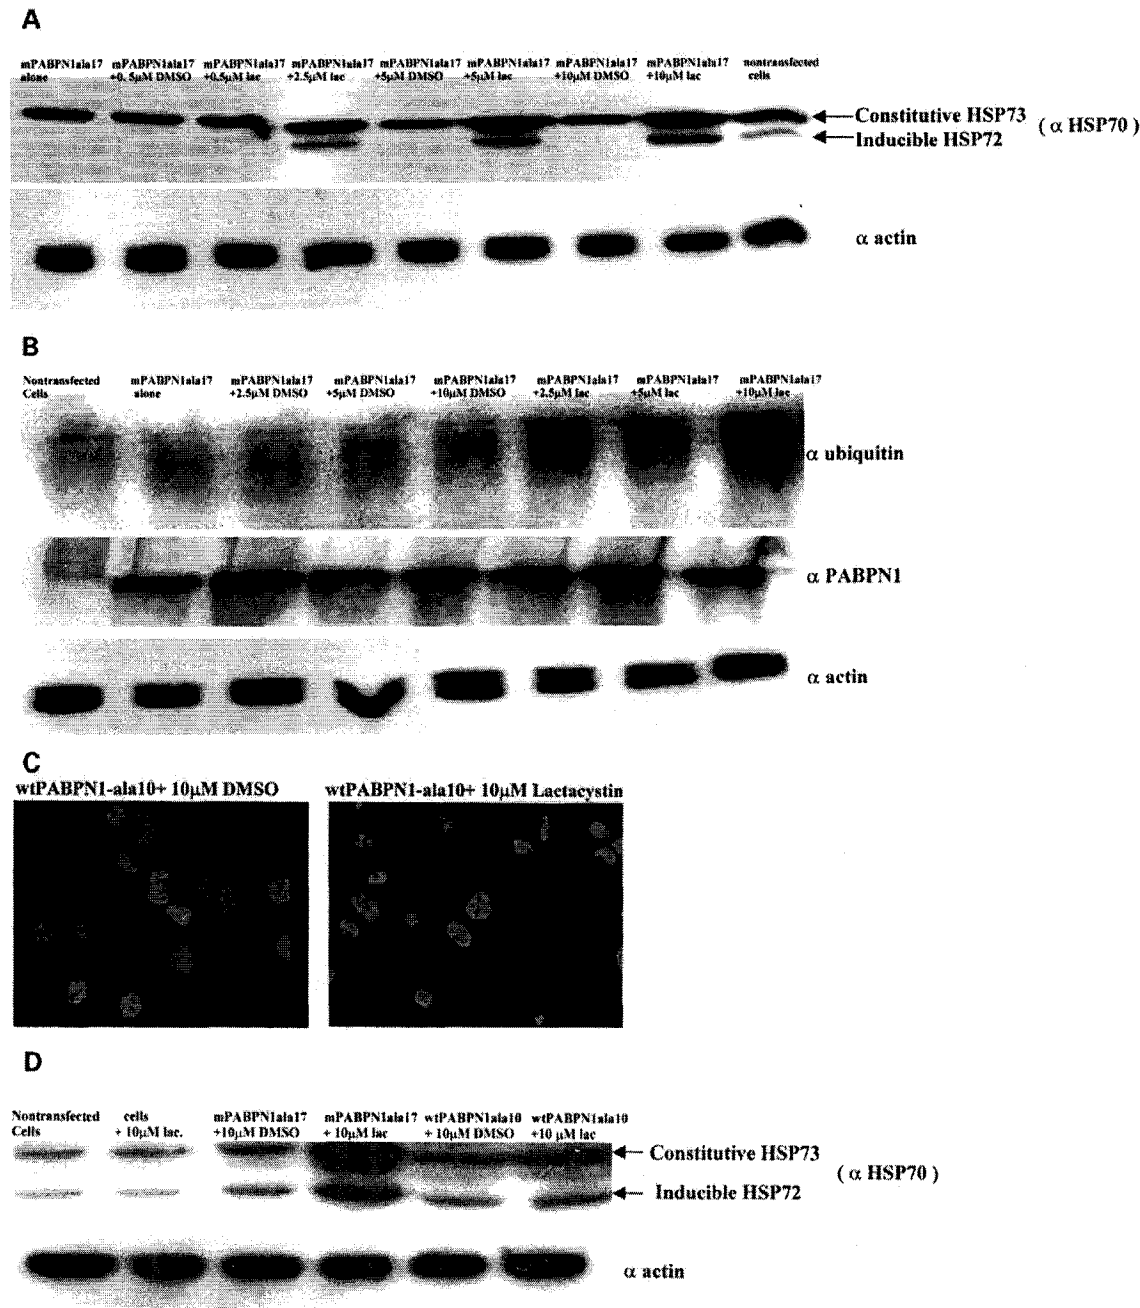 A
mPABPN1ala17 alone
mPABPN1ala17 +0.5μM DMSO
mPABPN1ala17 +0.5μM lac
mPABPN1ala17 +2.5μM lac
mPABPN1ala17 +5μM DMSO
mPABPN1ala17 +5μM lac
mPABPN1ala17 +10μM DMSO
mPABPN1ala17 +10μM lac
nontransfected cells
Constitutive HSP73
Inducible HSP72
( α HSP70 )
α actin
B
Nontransfected Cells
mPABPN1ala17 alone
mPABPN1ala17 +2.5μM DMSO
mPABPN1ala17 +5μM DMSO
mPABPN1ala17 +10μM DMSO
mPABPN1ala17 +2.5μM lac
mPABPN1ala17 +5μM lac
mPABPN1ala17 +10μM lac
α ubiquitin
α PABPN1
α actin
C
wtPABPN1-ala10+ 10μM DMSO
wtPABPN1-ala10+ 10μM Lactacystin
D
Nontransfected Cells
cells + 10μM lac.
mPABPN1ala17 +10μM DMSO
mPABPN1ala17 + 10μM lac
wtPABPN1ala10 + 10μM DMSO
wtPABPN1ala10 +10 μM lac
Constitutive HSP73
Inducible HSP72
( α HSP70 )
α actin